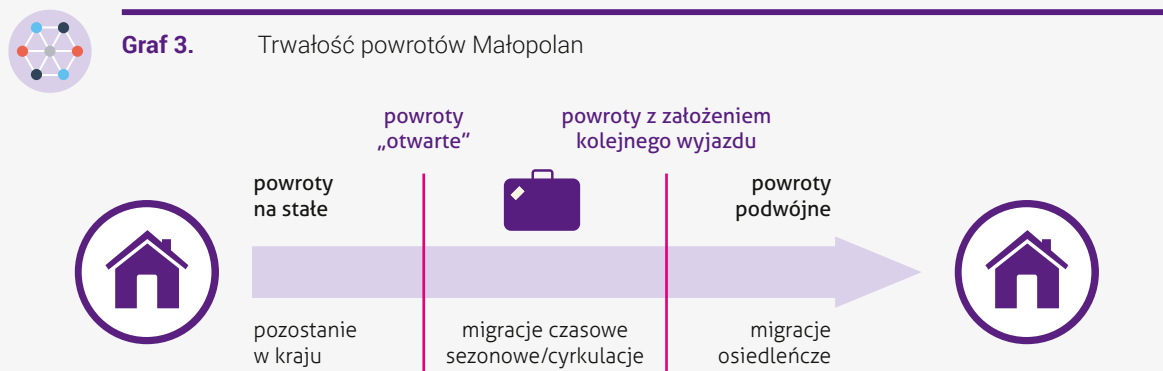 Graf 3. Trwałość powrotów Małopolan
powroty
„otwarte”
powroty z założeniem
kolejnego wyjazdu
powroty
na stałe
powroty
podwójne
pozostanie
w kraju
migracje czasowe
sezonowe/cyrkulacje
migracje
osiedleńcze